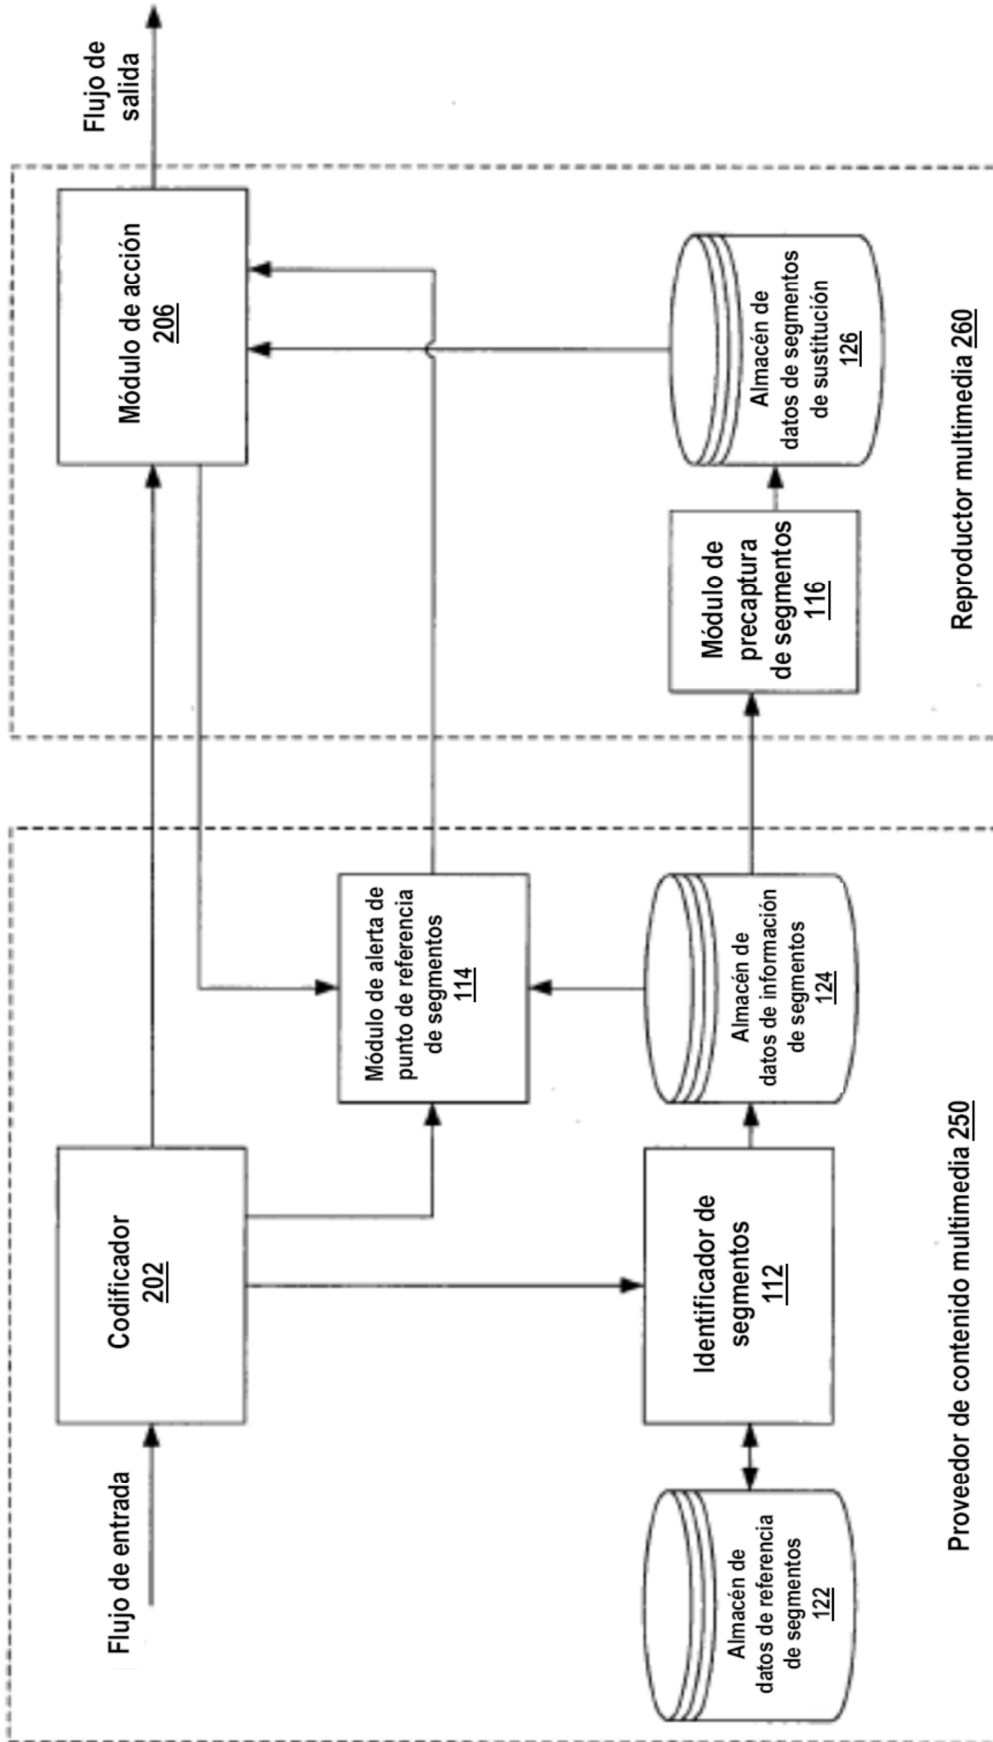 Flujo de entrada
Codificador
202
Módulo de acción
206
Flujo de
salida
Módulo de alerta de
punto de referencia
de segmentos
114
Almacén de
datos de referencia
de segmentos
122
Identificador de
segmentos
112
Almacén de
datos de información
de segmentos
124
Módulo de
precaptura
de segmentos
116
Almacén de
datos de segmentos
de sustitución
126
Proveedor de contenido multimedia 250
Reproductor multimedia 260